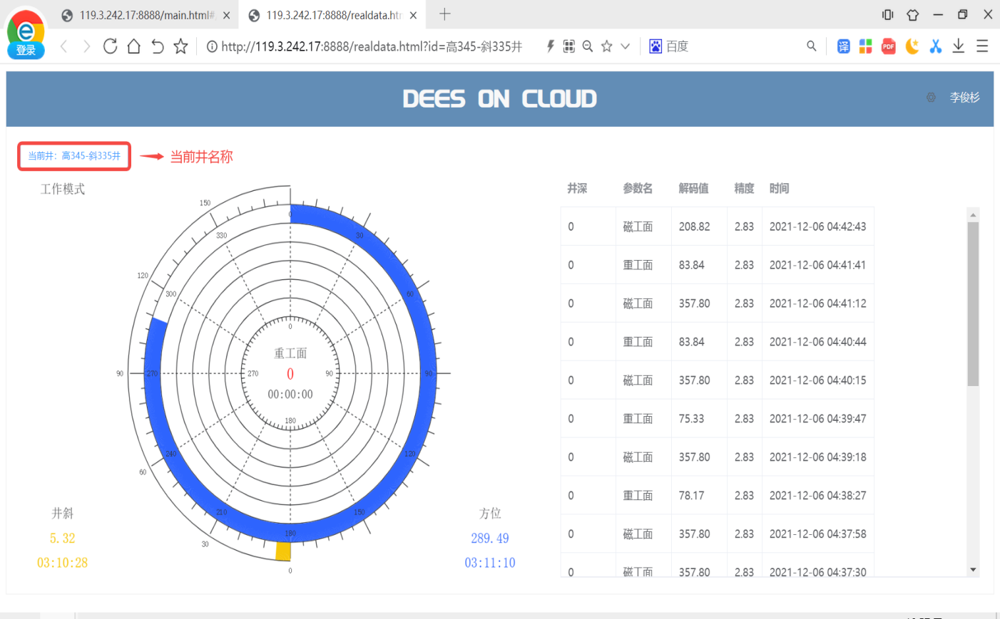 119.3.242.17:8888/main.html#
119.3.242.17:8888/realdata.htm
登录
http://119.3.242.17:8888/realdata.html?id=高345-斜335井
百度
译
PDF
DEES ON CLOUD
李俊杉
当前井：高345-斜335井
当前井名称
工作模式
150
0
330
30
120
300
60
0
重工面
90
270
270
0
90
90
00:00:00
180
240
120
60
210
150
180
30
0
井斜
5.32
03:10:28
方位
289.49
03:11:10
井深 参数名 解码值 精度 时间
0 磁工面 208.82 2.83 2021-12-06 04:42:43
0 重工面 83.84 2.83 2021-12-06 04:41:41
0 磁工面 357.80 2.83 2021-12-06 04:41:12
0 重工面 83.84 2.83 2021-12-06 04:40:44
0 磁工面 357.80 2.83 2021-12-06 04:40:15
0 重工面 75.33 2.83 2021-12-06 04:39:47
0 磁工面 357.80 2.83 2021-12-06 04:39:18
0 重工面 78.17 2.83 2021-12-06 04:38:27
0 磁工面 357.80 2.83 2021-12-06 04:37:58
0 磁工面 357.80 2.83 2021-12-06 04:37:30